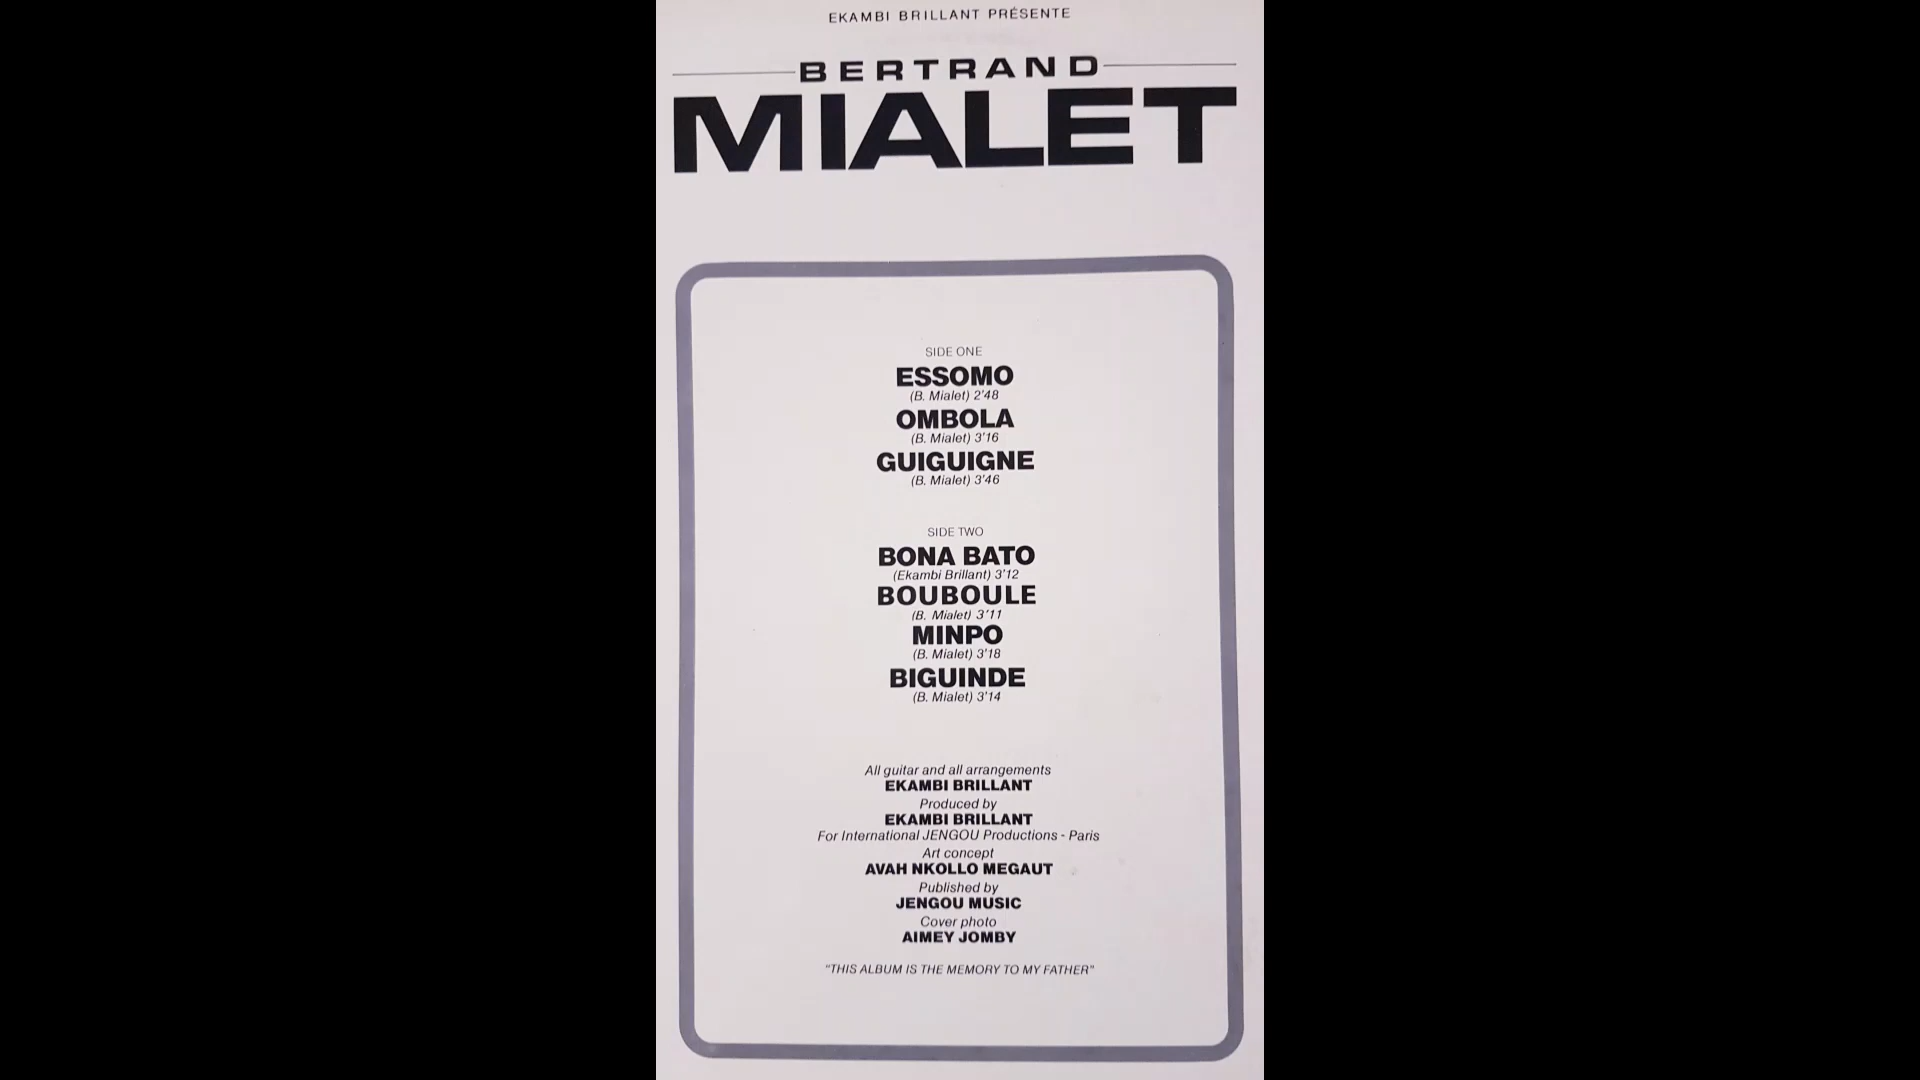 EKAMBI BRILLANT PRÉSENTE
BERTRAND
MIALET
SIDE ONE
ESSOMO
(B. Mialet) 2'48
OMBOLA
(B. Mialet) 3'16
GUIGUIGNE
(B. Mialet) 3'46
SIDE TWO
BONA BATO
(Ekambi Brillant) 3'12
BOUBOULE
(B. Mialet) 3'11
MINPO
(B. Mialet) 3'18
BIGUINDE
(B. Mialet) 3'14
All guitar and all arrangements
EKAMBI BRILLANT
Produced by
EKAMBI BRILLANT
For International JENGOU Productions - Paris
Art concept
AVAH NKOLLO MEGAUT
Published by
JENGOU MUSIC
Cover photo
AIMEY JOMBY
"THIS ALBUM IS THE MEMORY TO MY FATHER"